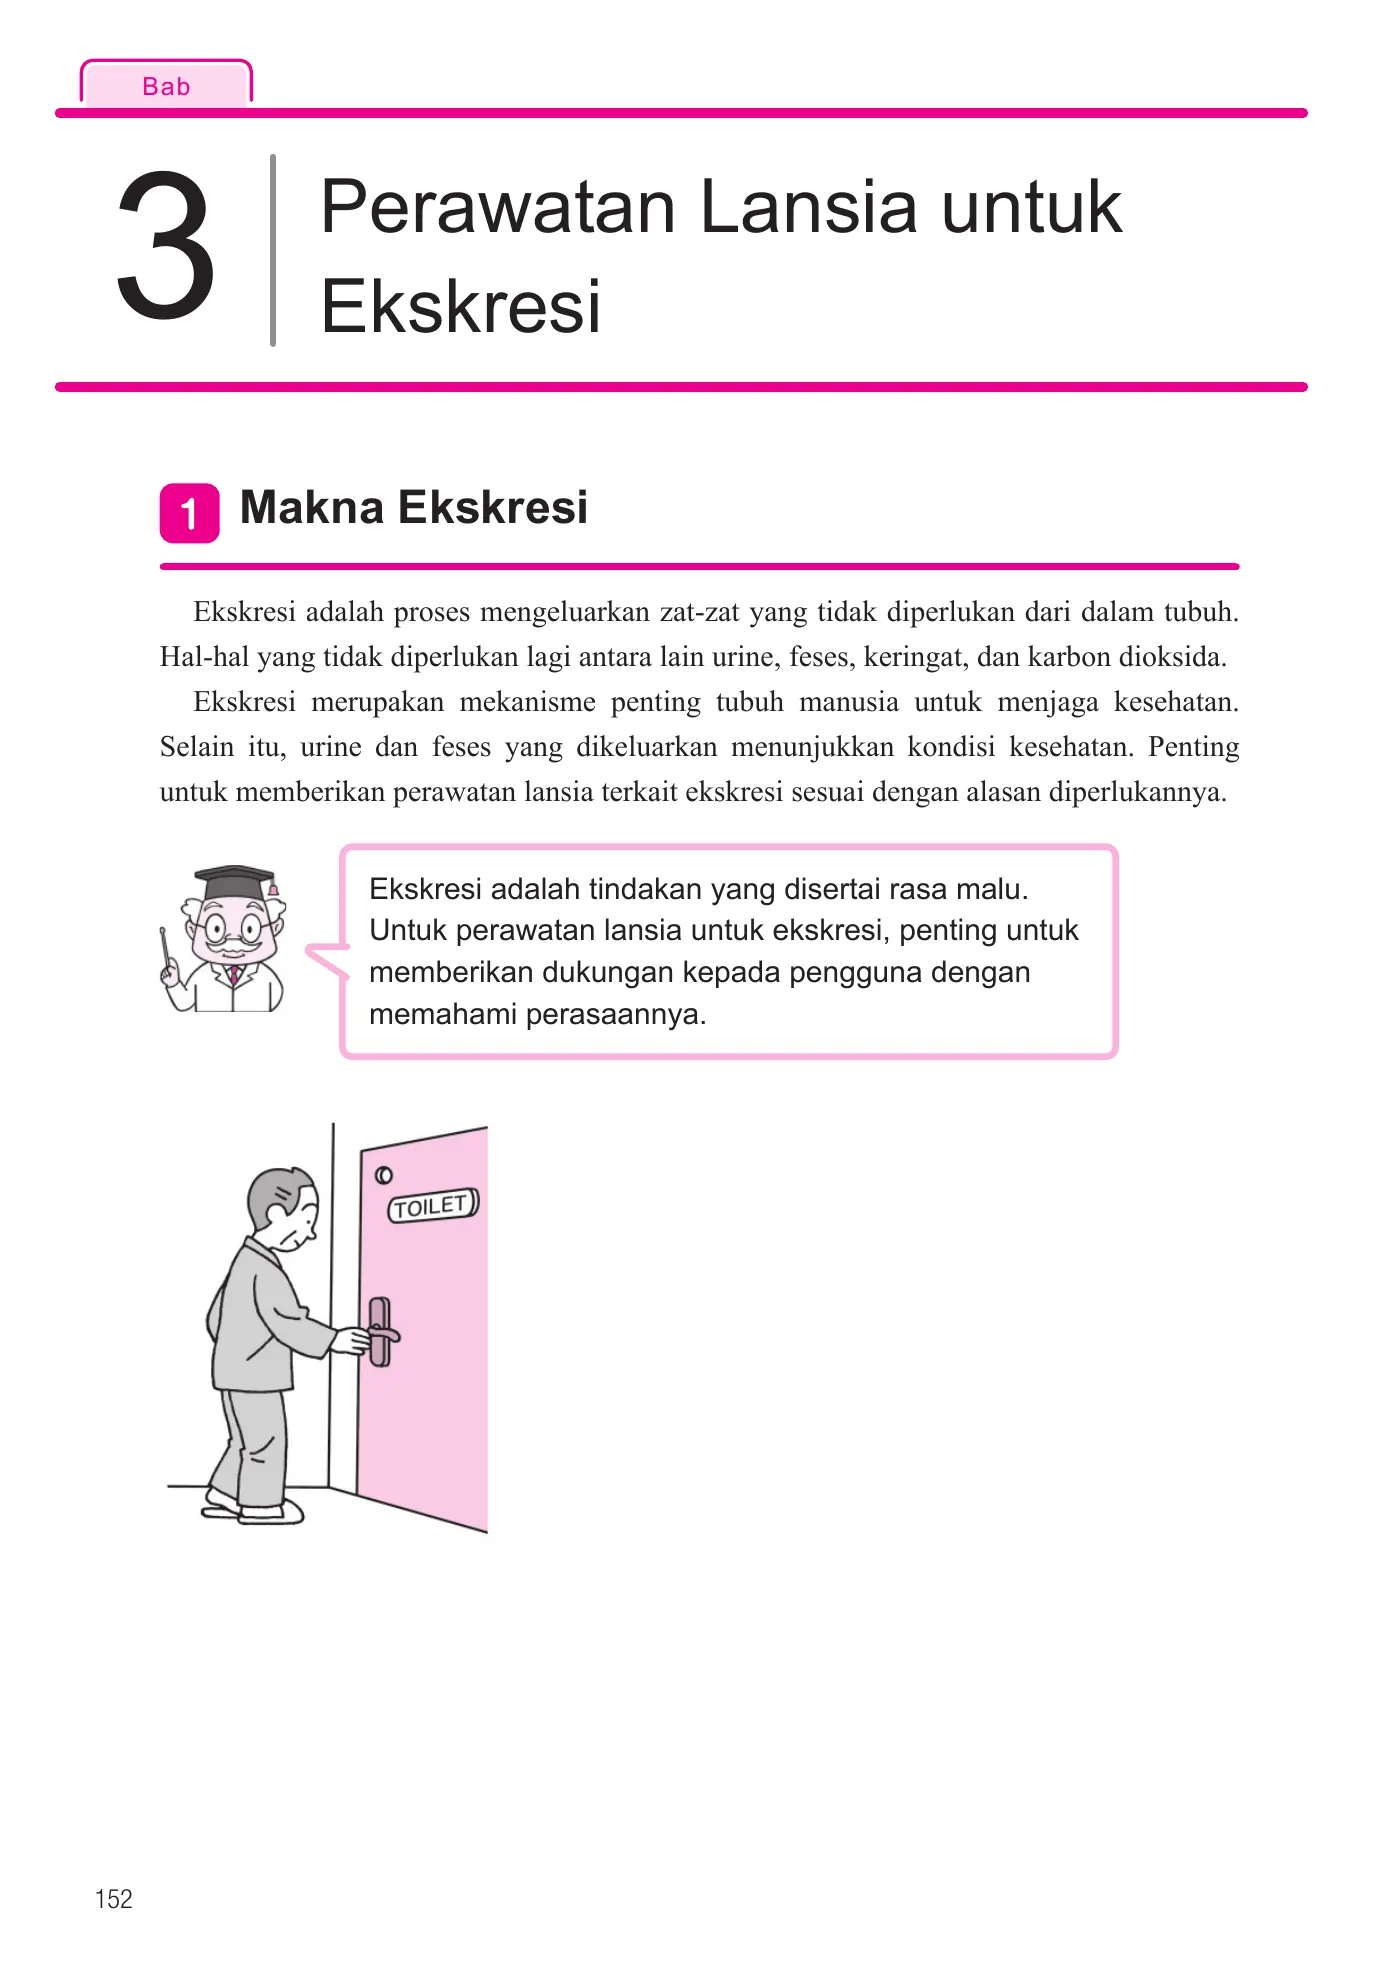 Bab
3
Perawatan Lansia untuk
Ekskresi
1 Makna Ekskresi
Ekskresi adalah proses mengeluarkan zat-zat yang tidak diperlukan dari dalam tubuh.
Hal-hal yang tidak diperlukan lagi antara lain urine, feses, keringat, dan karbon dioksida.
Ekskresi merupakan mekanisme penting tubuh manusia untuk menjaga kesehatan.
Selain itu, urine dan feses yang dikeluarkan menunjukkan kondisi kesehatan. Penting
untuk memberikan perawatan lansia terkait ekskresi sesuai dengan alasan diperlukannya.
Ekskresi adalah tindakan yang disertai rasa malu.
Untuk perawatan lansia untuk ekskresi, penting untuk
memberikan dukungan kepada pengguna dengan
memahami perasaannya.
TOILET
152